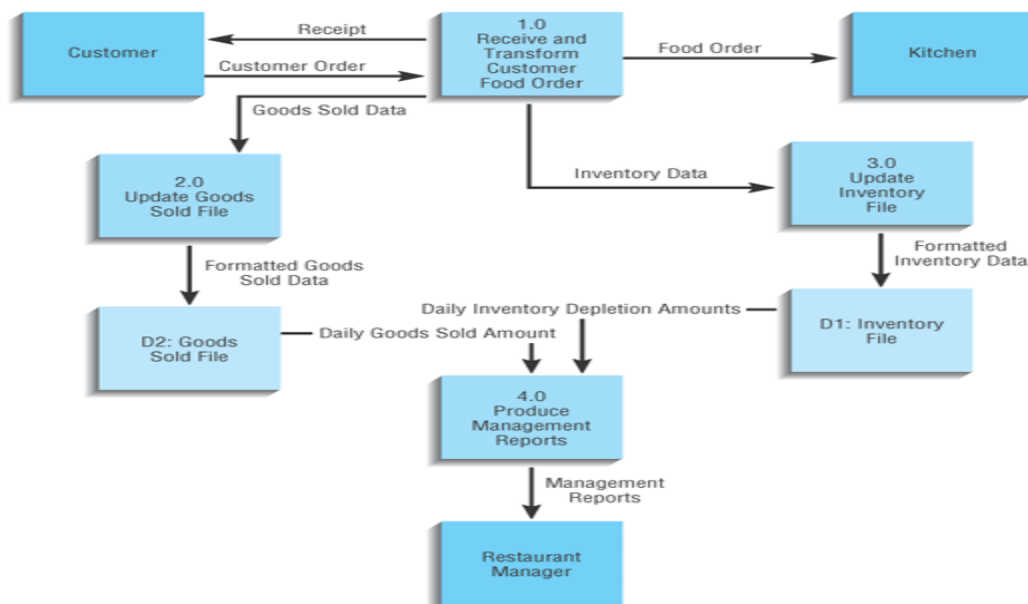 Customer
Receipt
Customer Order
1.0
Receive and
Transform
Customer
Food Order
Food Order
Kitchen
Goods Sold Data
2.0
Update Goods
Sold File
Inventory Data
3.0
Update
Inventory
File
Formatted Goods
Sold Data
Formatted
Inventory Data
D2: Goods
Sold File
Daily Goods Sold Amount
Daily Inventory Depletion Amounts
D1: Inventory
File
4.0
Produce
Management
Reports
Management
Reports
Restaurant
Manager